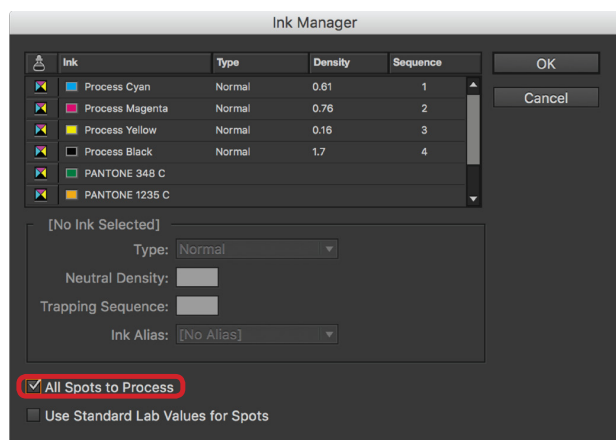 Ink Manager
Ink Type Density Sequence
Process Cyan Normal 0.61 1
Process Magenta Normal 0.76 2
Process Yellow Normal 0.16 3
Process Black Normal 1.7 4
PANTONE 348 C
PANTONE 1235 C
OK
Cancel
[No Ink Selected]
Type: Normal
Neutral Density:
Trapping Sequence:
Ink Alias: [No Alias]
All Spots to Process
Use Standard Lab Values for Spots